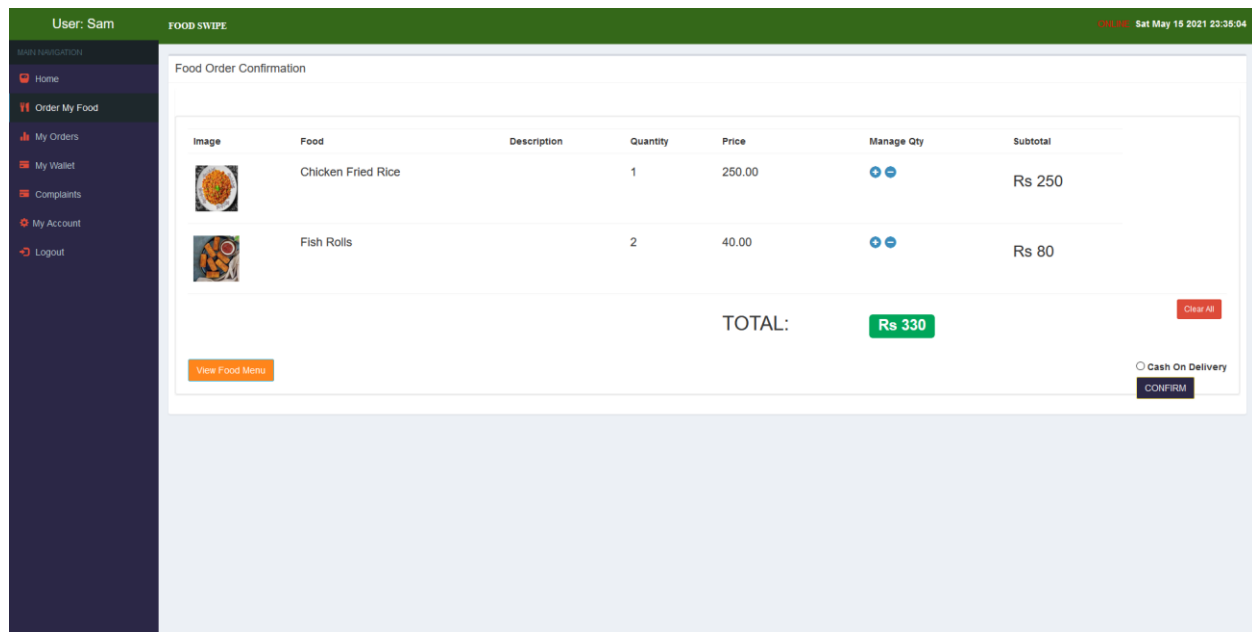 User: Sam
FOOD SWIPE
Sat May 15 2021 23:35:04
MAIN NAVIGATION
Home
Order My Food
My Orders
My Wallet
Complaints
My Account
Logout
Food Order Confirmation
Image Food Description Quantity Price Manage Qty Subtotal
Chicken Fried Rice 1 250.00 Rs 250
Fish Rolls 2 40.00 Rs 80
TOTAL: Rs 330 Clear All
View Food Menu Cash On Delivery
CONFIRM